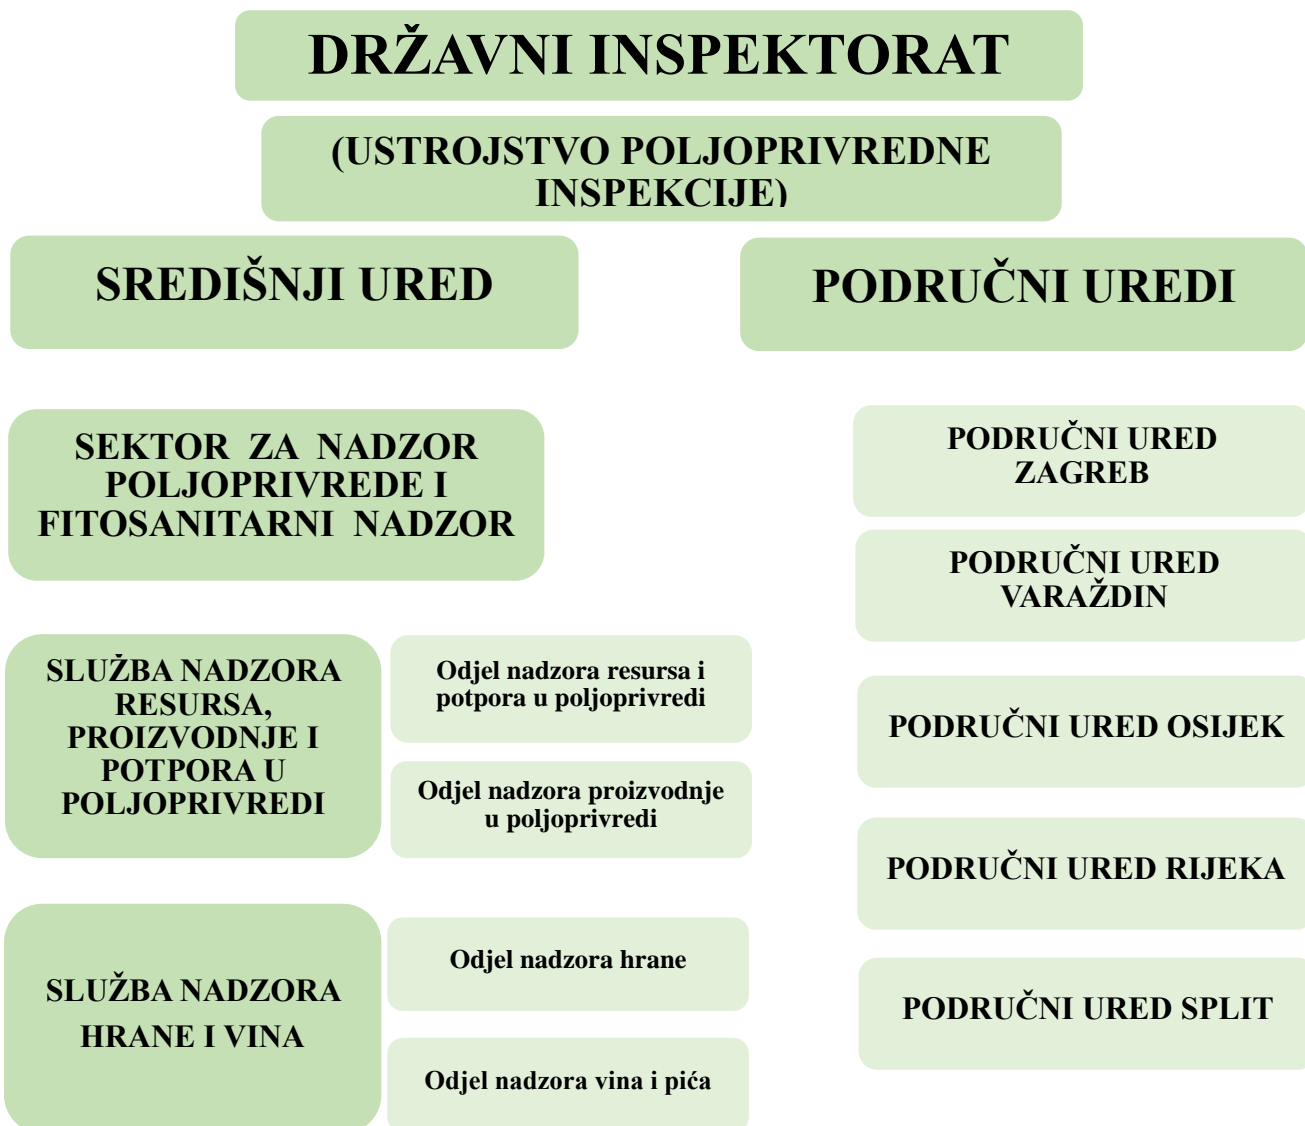 DRŽAVNI INSPEKTORAT
(USTROJSTVO POLJOPRIVREDNE
INSPEKCIJE)
SREDIŠNJI URED
PODRUČNI UREDI
SEKTOR ZA NADZOR
POLJOPRIVREDE I
FITOSANITARNI NADZOR
SLUŽBA NADZORA
RESURSA,
PROIZVODNJE I
POTPORA U
POLJOPRIVREDI
Odjel nadzora resursa i
potpora u poljoprivredi
Odjel nadzora proizvodnje
u poljoprivredi
SLUŽBA NADZORA
HRANE I VINA
Odjel nadzora hrane
Odjel nadzora vina i pića
PODRUČNI URED
ZAGREB
PODRUČNI URED
VARAŽDIN
PODRUČNI URED OSIJEK
PODRUČNI URED RIJEKA
PODRUČNI URED SPLIT